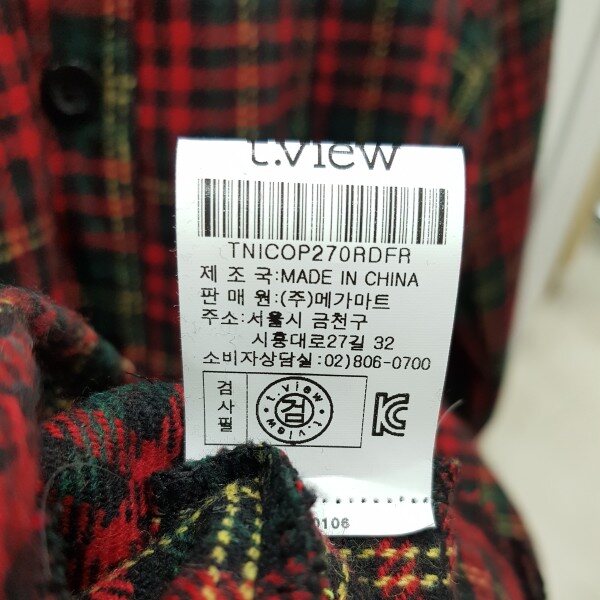 t.view
TNICOP270RDFR
제 조 국:MADE IN CHINA
판 매 원:(주)메가마트
주소:서울시 금천구
시흥대로27길 32
소비자상담실:02)806-0700
검사필
t.view
검
t.view
KC
0106